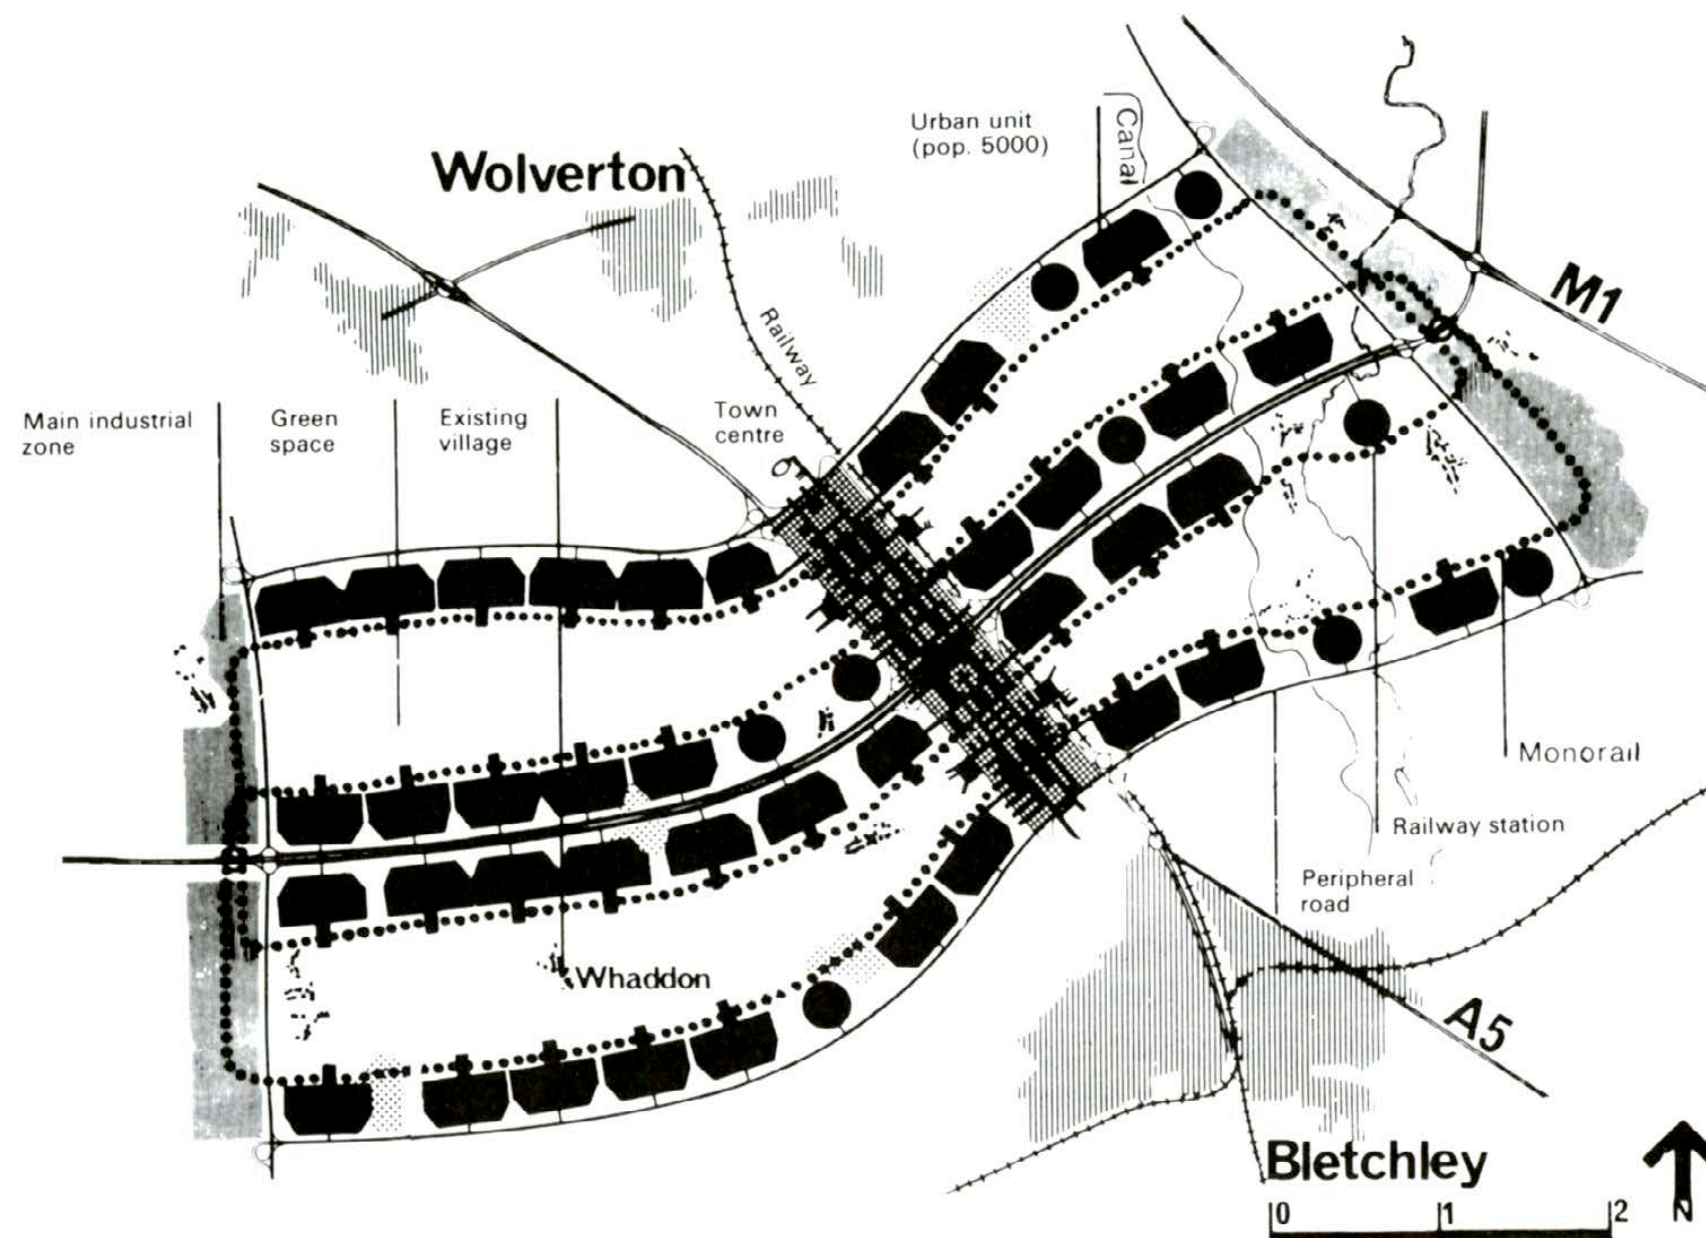 Wolverton
Urban unit
(pop. 5000)
Canal
M1
Railway
Main industrial
zone
Green
space
Existing
village
Town
centre
Monorail
Railway station
Peripheral
road
Whaddon
A5
Bletchley
0 1 2
N